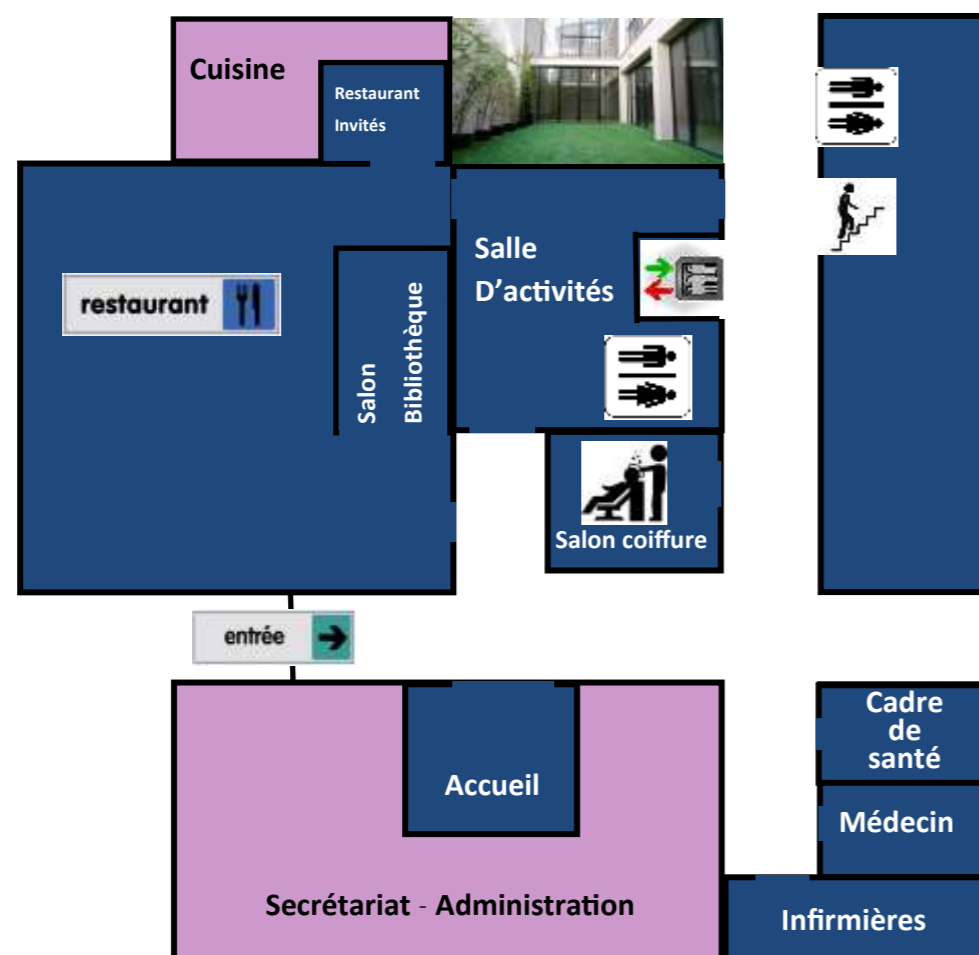 Cuisine
Restaurant
Invités
restaurant
Salon
Bibliothèque
Salle
D'activités
Salon coiffure
entrée
Accueil
Secrétariat - Administration
Cadre
de
santé
Médecin
Infirmières